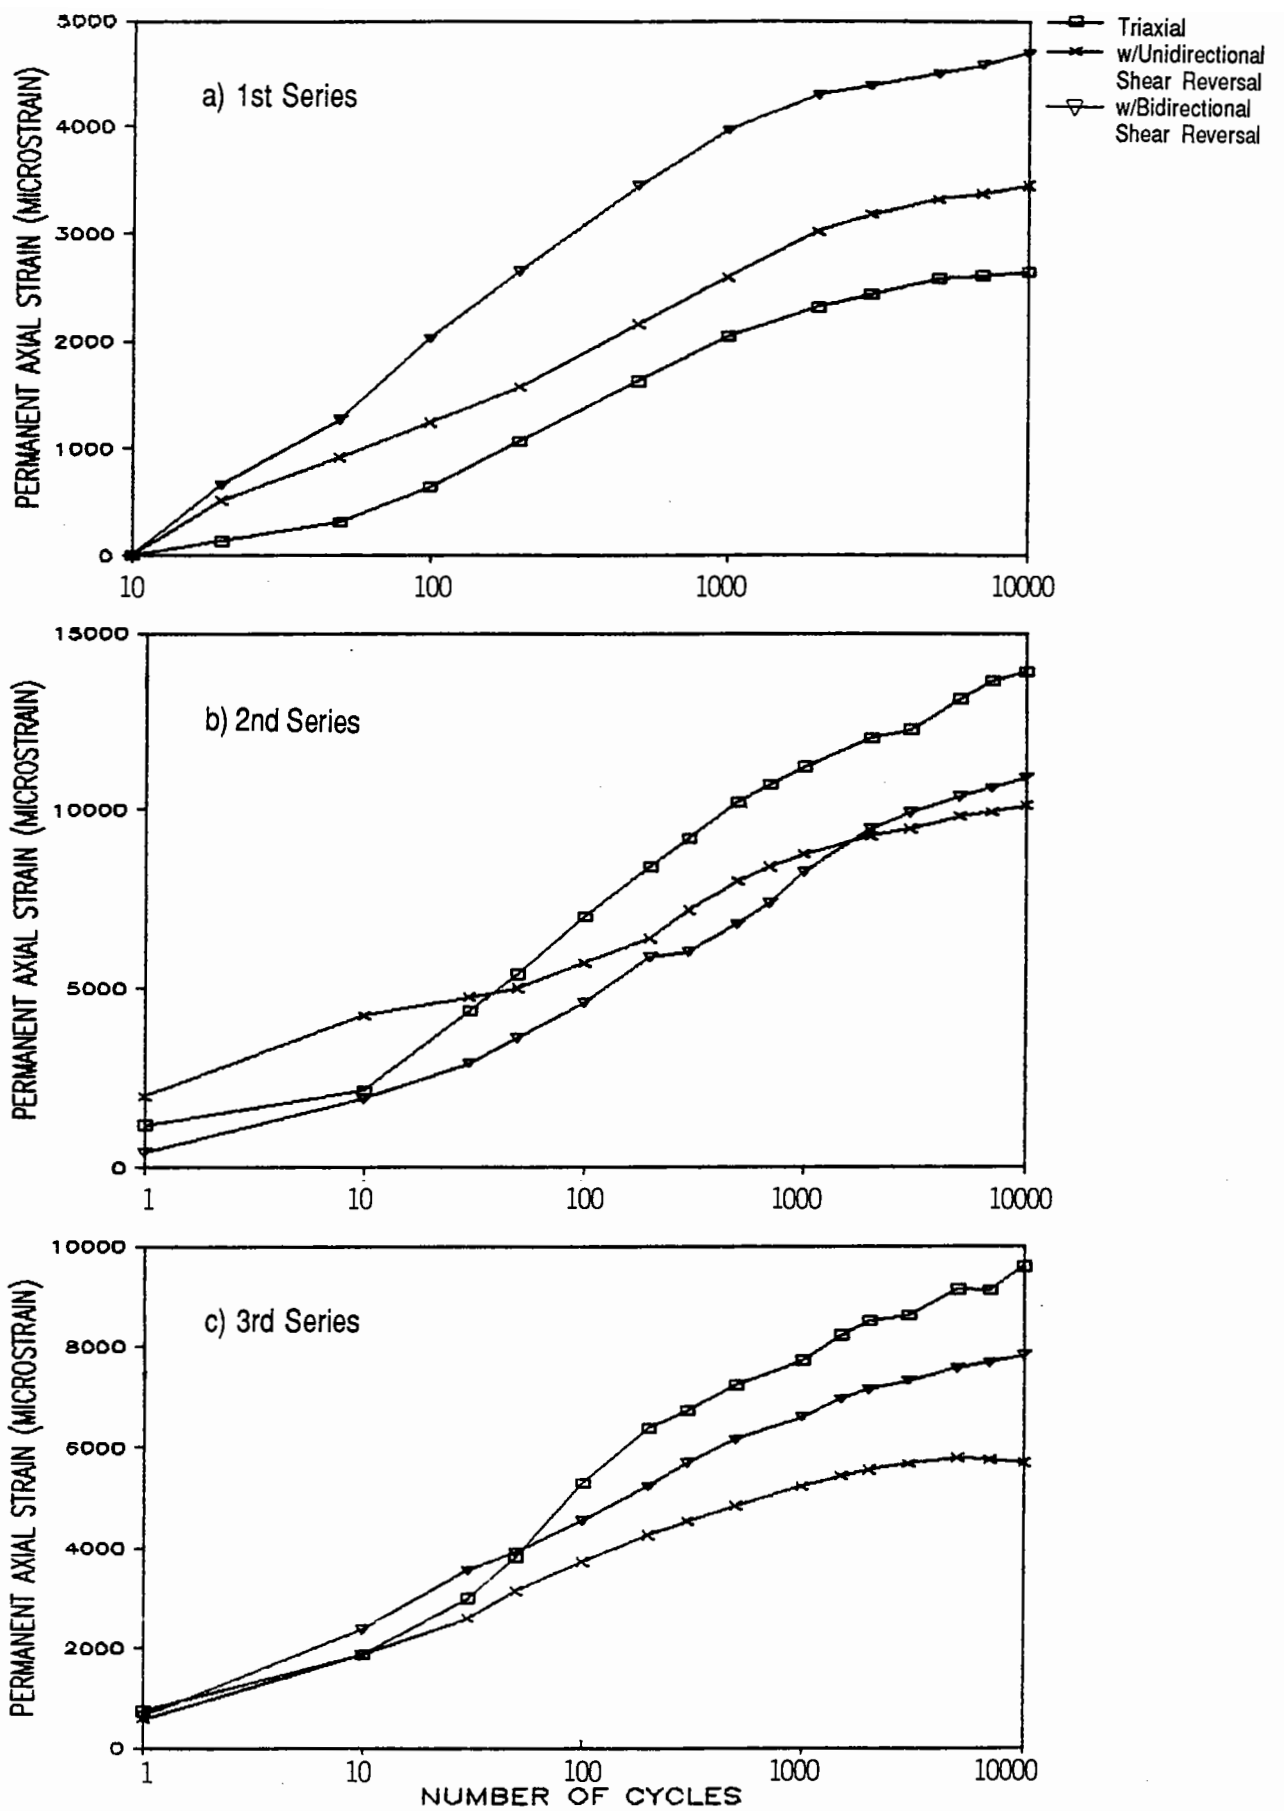 5000
4000
3000
2000
1000
0
PERMANENT AXIAL STRAIN (MICROSTRAIN)
a) 1st Series
Triaxial
w/Unidirectional
Shear Reversal
w/Bidirectional
Shear Reversal
10 100 1000 10000
15000
10000
5000
0
PERMANENT AXIAL STRAIN (MICROSTRAIN)
b) 2nd Series
1 10 100 1000 10000
10000
8000
6000
4000
2000
0
PERMANENT AXIAL STRAIN (MICROSTRAIN)
c) 3rd Series
1 10 100 1000 10000
NUMBER OF CYCLES